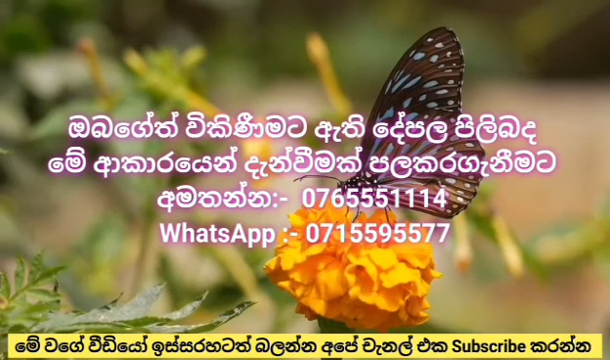 ඔබගේත් විකිණීමට ඇති දේපල පිලිබද
මේ ආකාරයෙන් දැන්වීමක් පලකරගැනීමට
අමතන්න:- 0765551114
WhatsApp :- 0715595577
මේ වගේ වීඩියෝ ඉස්සරහටත් බලන්න අපේ චැනල් එක Subscribe කරන්න